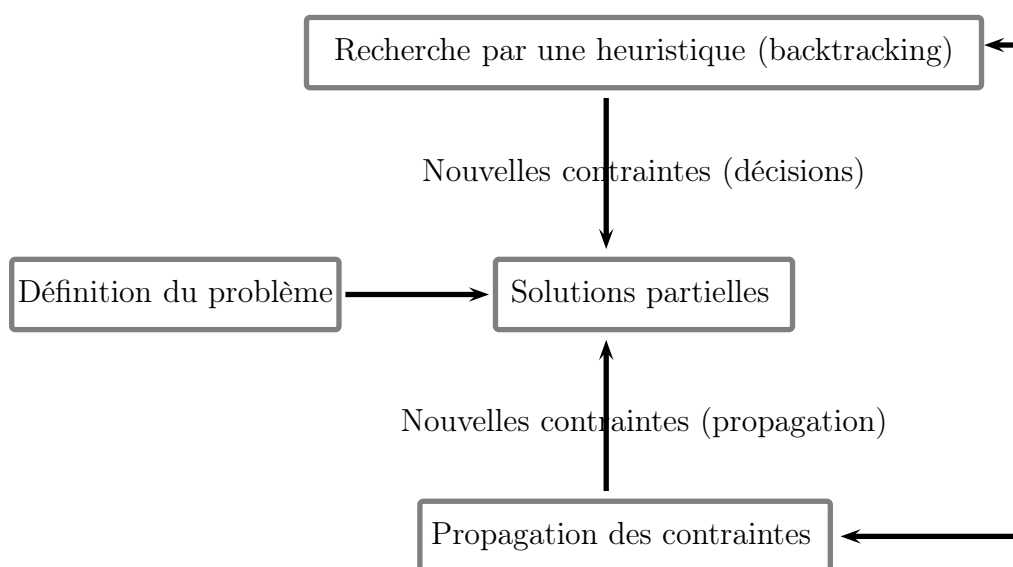 Recherche par une heuristique (backtracking)
Nouvelles contraintes (décisions)
Définition du problème
Solutions partielles
Nouvelles contraintes (propagation)
Propagation des contraintes